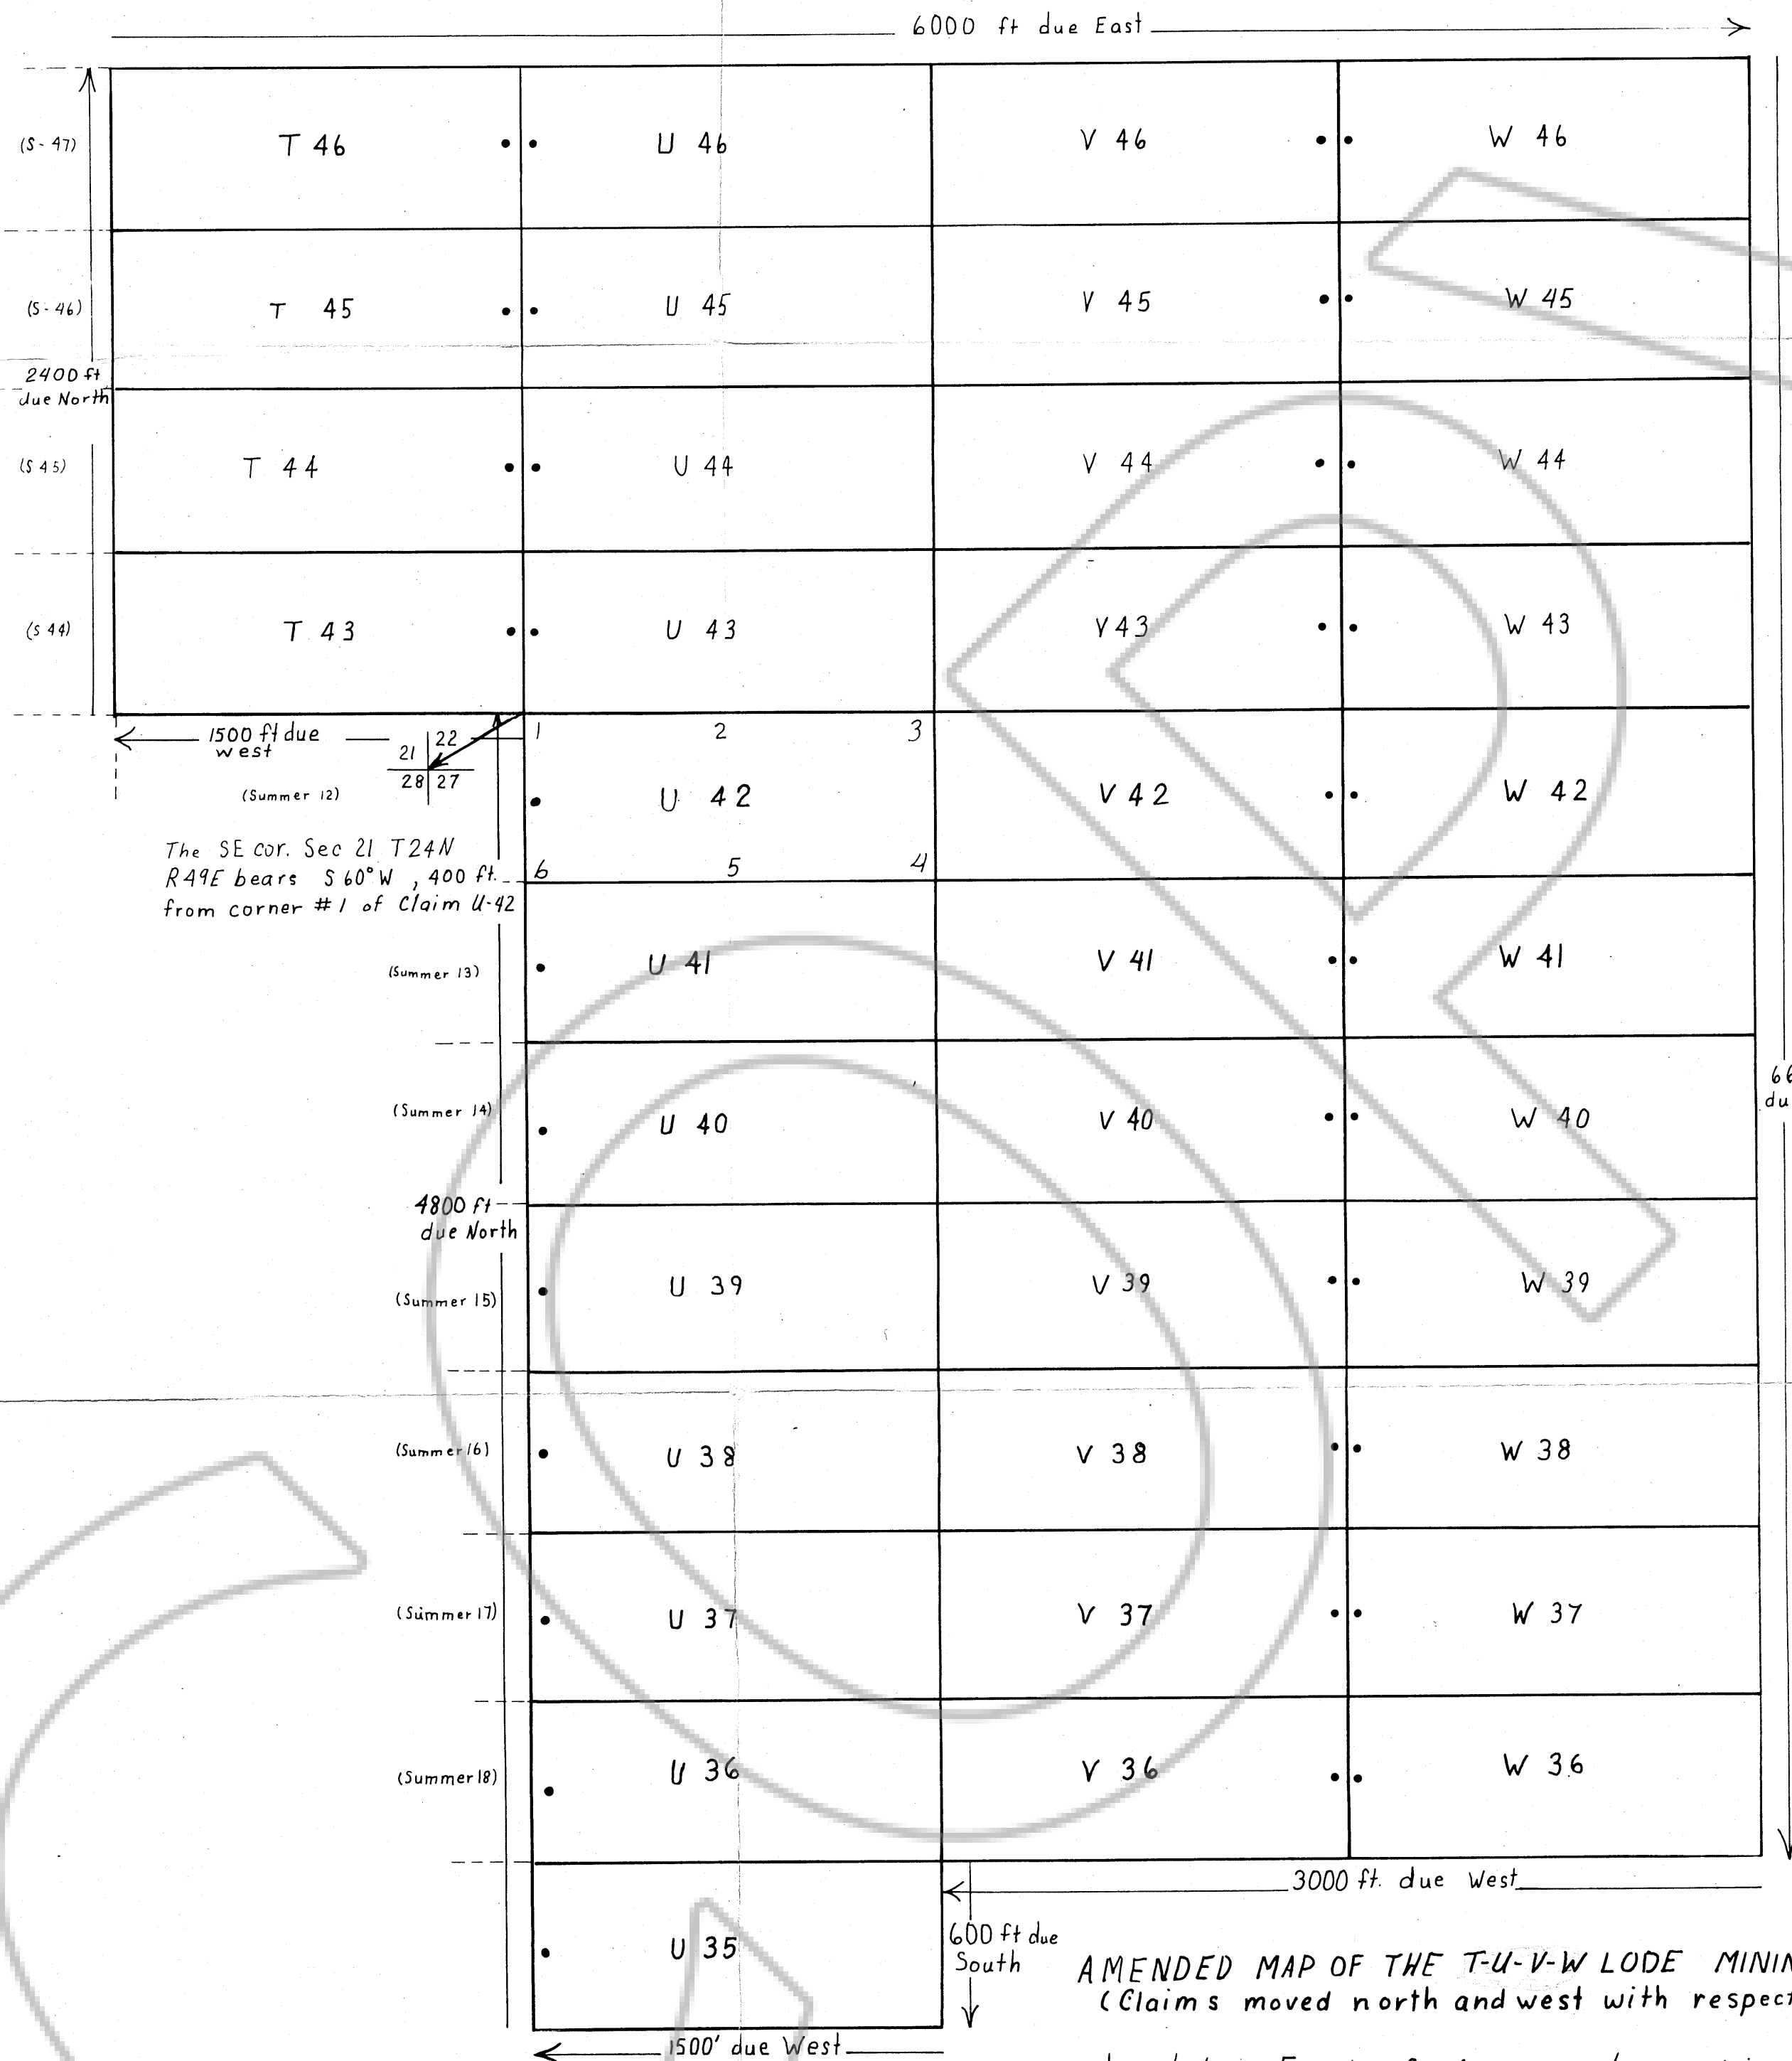 6000 ft due East
(S-47)
T 46
U 46
V 46
W 46
(S-46)
T 45
U 45
V 45
W 45
2400 ft
due North
(S 45)
T 44
U 44
V 44
W 44
(S 44)
T 43
U 43
V 43
W 43
1500 ft due
west
21 22
28 27
1 2 3
(Summer 12)
U 42
V 42
W 42
The SE cor. Sec 21 T24N
R49E bears S 60° W, 400 ft.
from corner #1 of Claim U-42
6 5 4
(Summer 13)
U 41
V 41
W 41
(Summer 14)
U 40
V 40
W 40
4800 ft
due North
(Summer 15)
U 39
V 39
W 39
(Summer 16)
U 38
V 38
W 38
(Summer 17)
U 37
V 37
W 37
(Summer 18)
U 36
V 36
W 36
3000 ft. due West
U 35
600 ft due
South
1500' due West
AMENDED MAP OF THE T-U-V-W LODE
(Claims moved north and west with